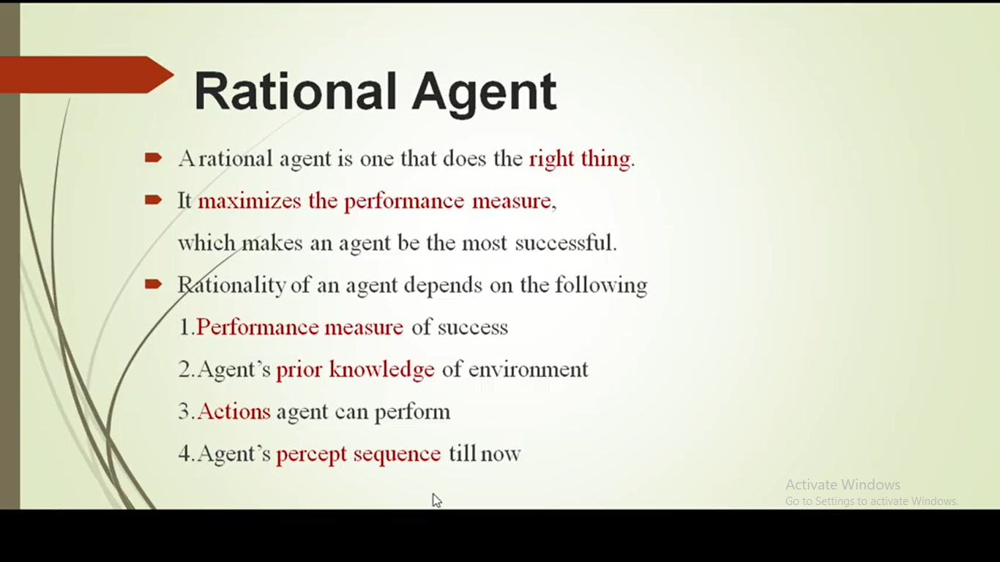 Rational Agent
A rational agent is one that does the right thing.
It maximizes the performance measure,
which makes an agent be the most successful.
Rationality of an agent depends on the following
1.Performance measure of success
2.Agent’s prior knowledge of environment
3.Actions agent can perform
4.Agent’s percept sequence till now
Activate Windows
Go to Settings to activate Windows.